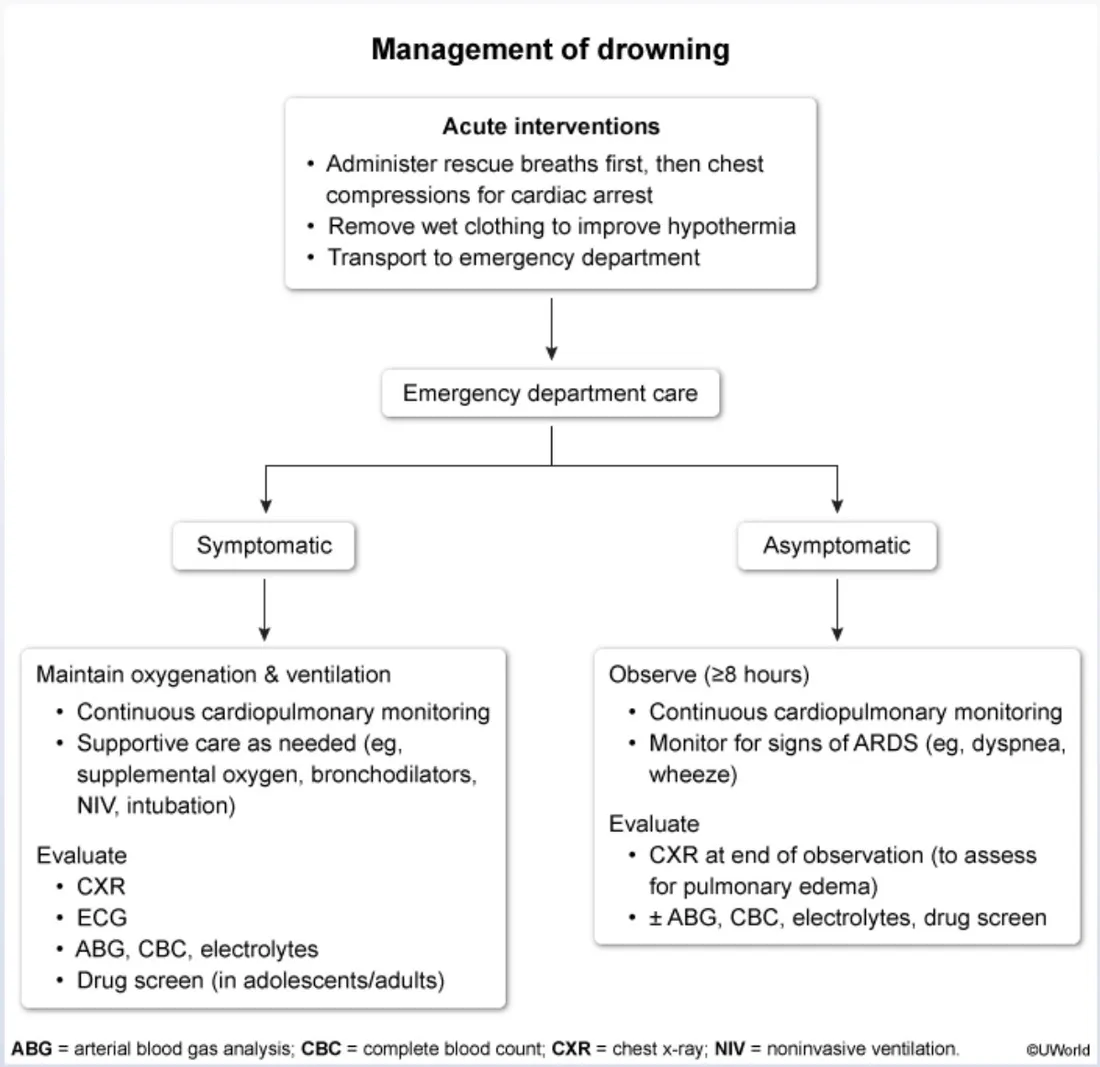 Management of drowning
Acute interventions
• Administer rescue breaths first, then chest
compressions for cardiac arrest
• Remove wet clothing to improve hypothermia
• Transport to emergency department
Emergency department care
Symptomatic
Asymptomatic
Maintain oxygenation & ventilation
• Continuous cardiopulmonary monitoring
• Supportive care as needed (eg,
supplemental oxygen, bronchodilators,
NIV, intubation)
Evaluate
• CXR
• ECG
• ABG, CBC, electrolytes
• Drug screen (in adolescents/adults)
Observe (≥8 hours)
• Continuous cardiopulmonary monitoring
• Monitor for signs of ARDS (eg, dyspnea,
wheeze)
Evaluate
• CXR at end of observation (to assess
for pulmonary edema)
• ± ABG, CBC, electrolytes, drug screen
ABG = arterial blood gas analysis; CBC = complete blood count; CXR = chest x-ray; NIV = noninvasive ventilation.
©UWorld